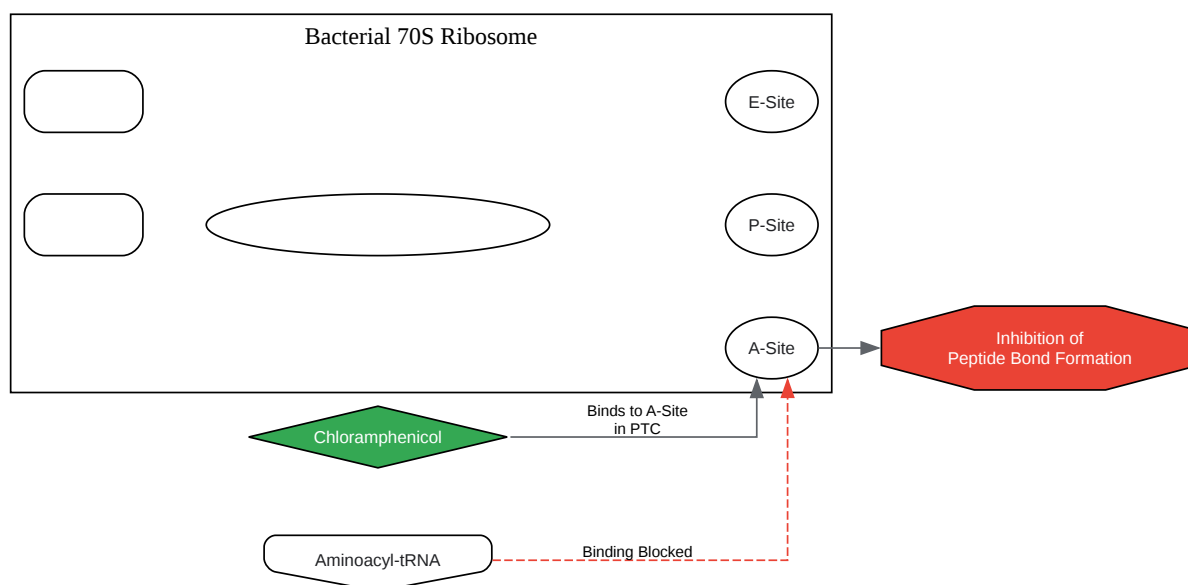 Bacterial 70S Ribosome
E-Site
P-Site
A-Site
Inhibition of
Peptide Bond Formation
Binds to A-Site
in PTC
Chloramphenicol
Aminoacyl-tRNA
Binding Blocked